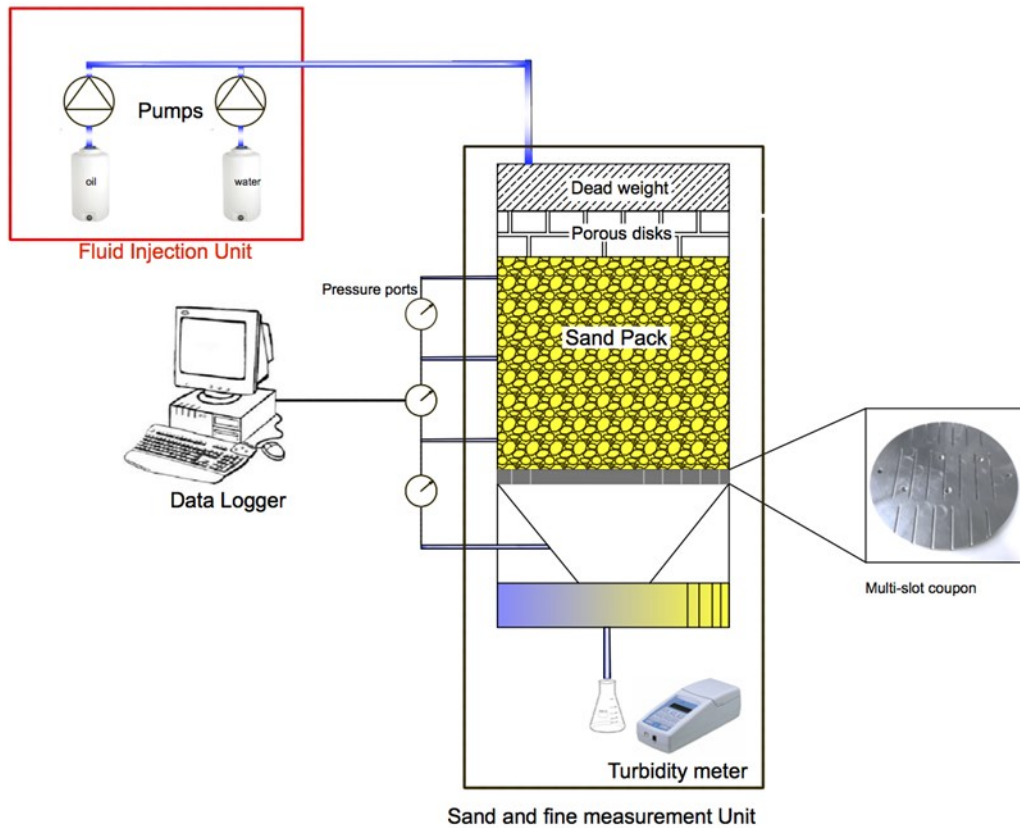 Pumps
oil
water
Fluid Injection Unit
Dead weight
Porous disks
Pressure ports
Sand Pack
Data Logger
Multi-slot coupon
Turbidity meter
Sand and fine measurement Unit